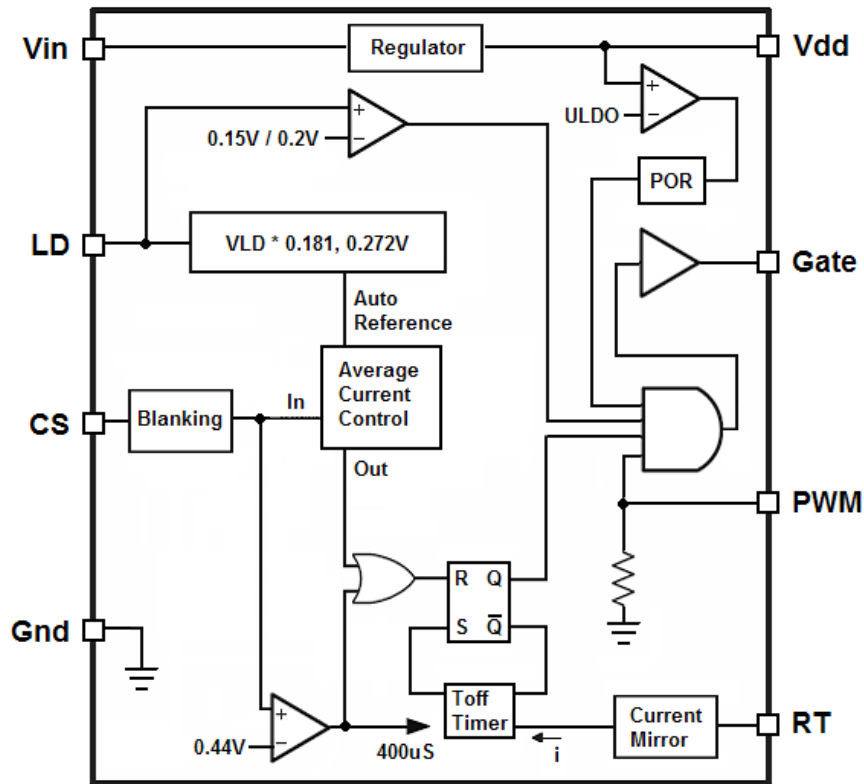 Vin
Regulator
Vdd
+
ULDO
−
+
0.15V / 0.2V
−
POR
LD
VLD * 0.181, 0.272V
Gate
Auto
Reference
Average
Current
Control
In
CS
Blanking
Out
PWM
R Q
S Q̅
Gnd
Toff
Timer
+
0.44V
−
400uS
i
Current
Mirror
RT